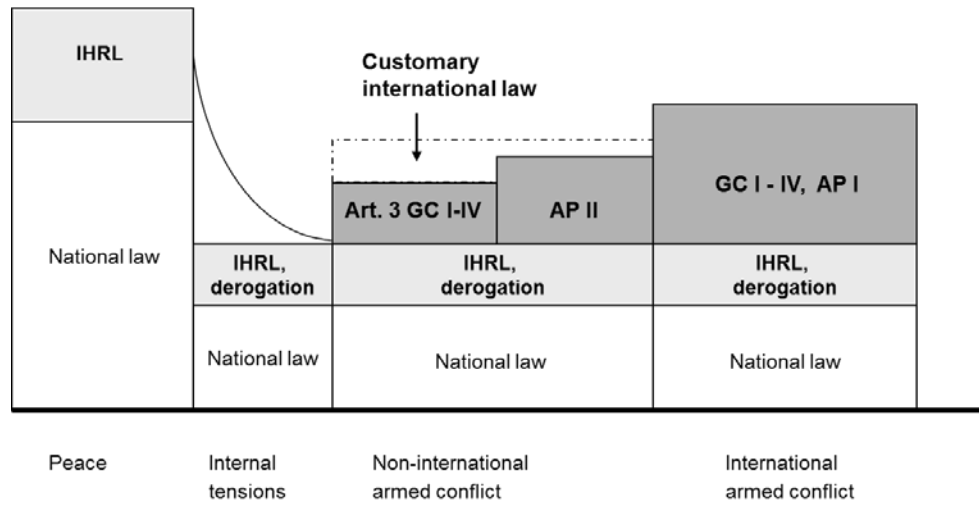 IHRL
Customary
international law
Art. 3 GC I-IV
AP II
GC I - IV, AP I
National law
IHRL,
derogation
IHRL,
derogation
IHRL,
derogation
National law
National law
National law
Peace
Internal
tensions
Non-international
armed conflict
International
armed conflict